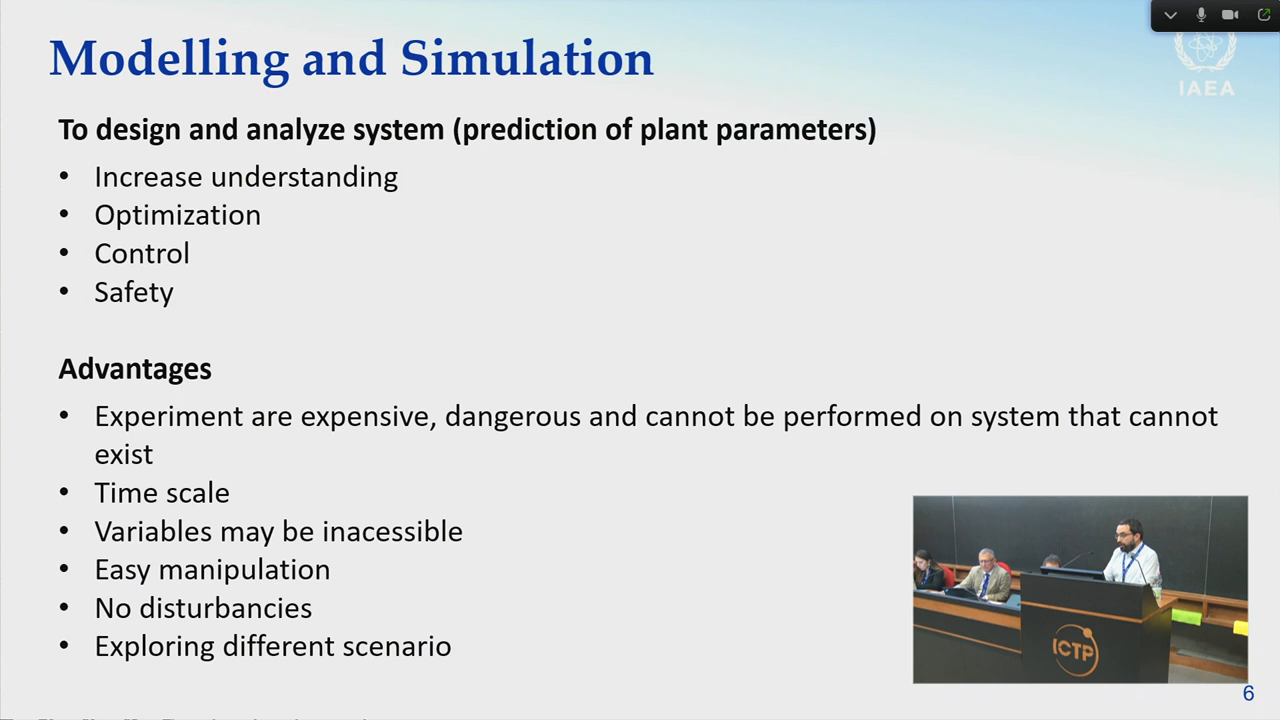 Modelling and Simulation
IAEA
To design and analyze system (prediction of plant parameters)
• Increase understanding
• Optimization
• Control
• Safety
Advantages
• Experiment are expensive, dangerous and cannot be performed on system that cannot
exist
• Time scale
• Variables may be inacessible
• Easy manipulation
• No disturbancies
• Exploring different scenario
ICTP
6